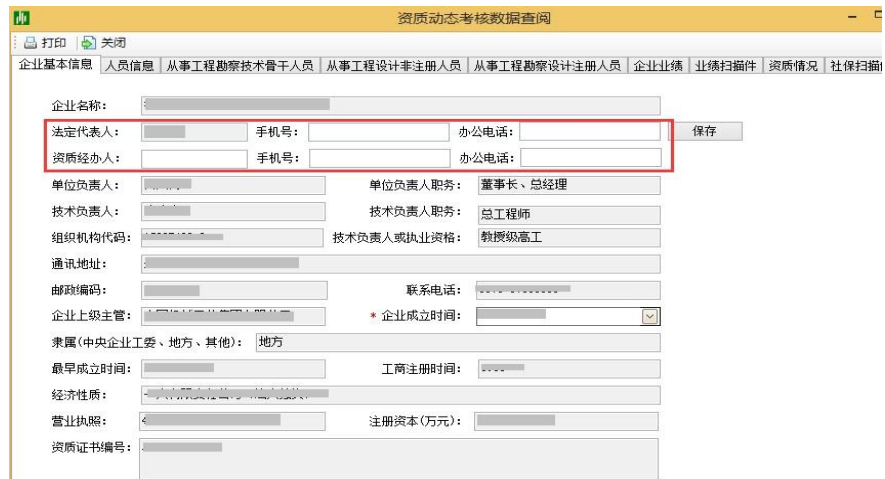 资质动态考核数据查阅
打印 关闭
企业基本信息 人员信息 从事工程勘察技术骨干人员 从事工程设计非注册人员 从事工程勘察设计注册人员 企业业绩 业绩扫描件 资质情况 社保扫描
企业名称：
法定代表人： 手机号： 办公电话： 保存
资质经办人： 手机号： 办公电话：
单位负责人： 单位负责人职务： 董事长、总经理
技术负责人： 技术负责人职务： 总工程师
组织机构代码： 技术负责人或执业资格： 教授级高工
通讯地址：
邮政编码： 联系电话：
企业上级主管： * 企业成立时间：
隶属(中央企业工委、地方、其他)： 地方
最早成立时间： 工商注册时间：
经济性质：
营业执照： 注册资本(万元)：
资质证书编号：